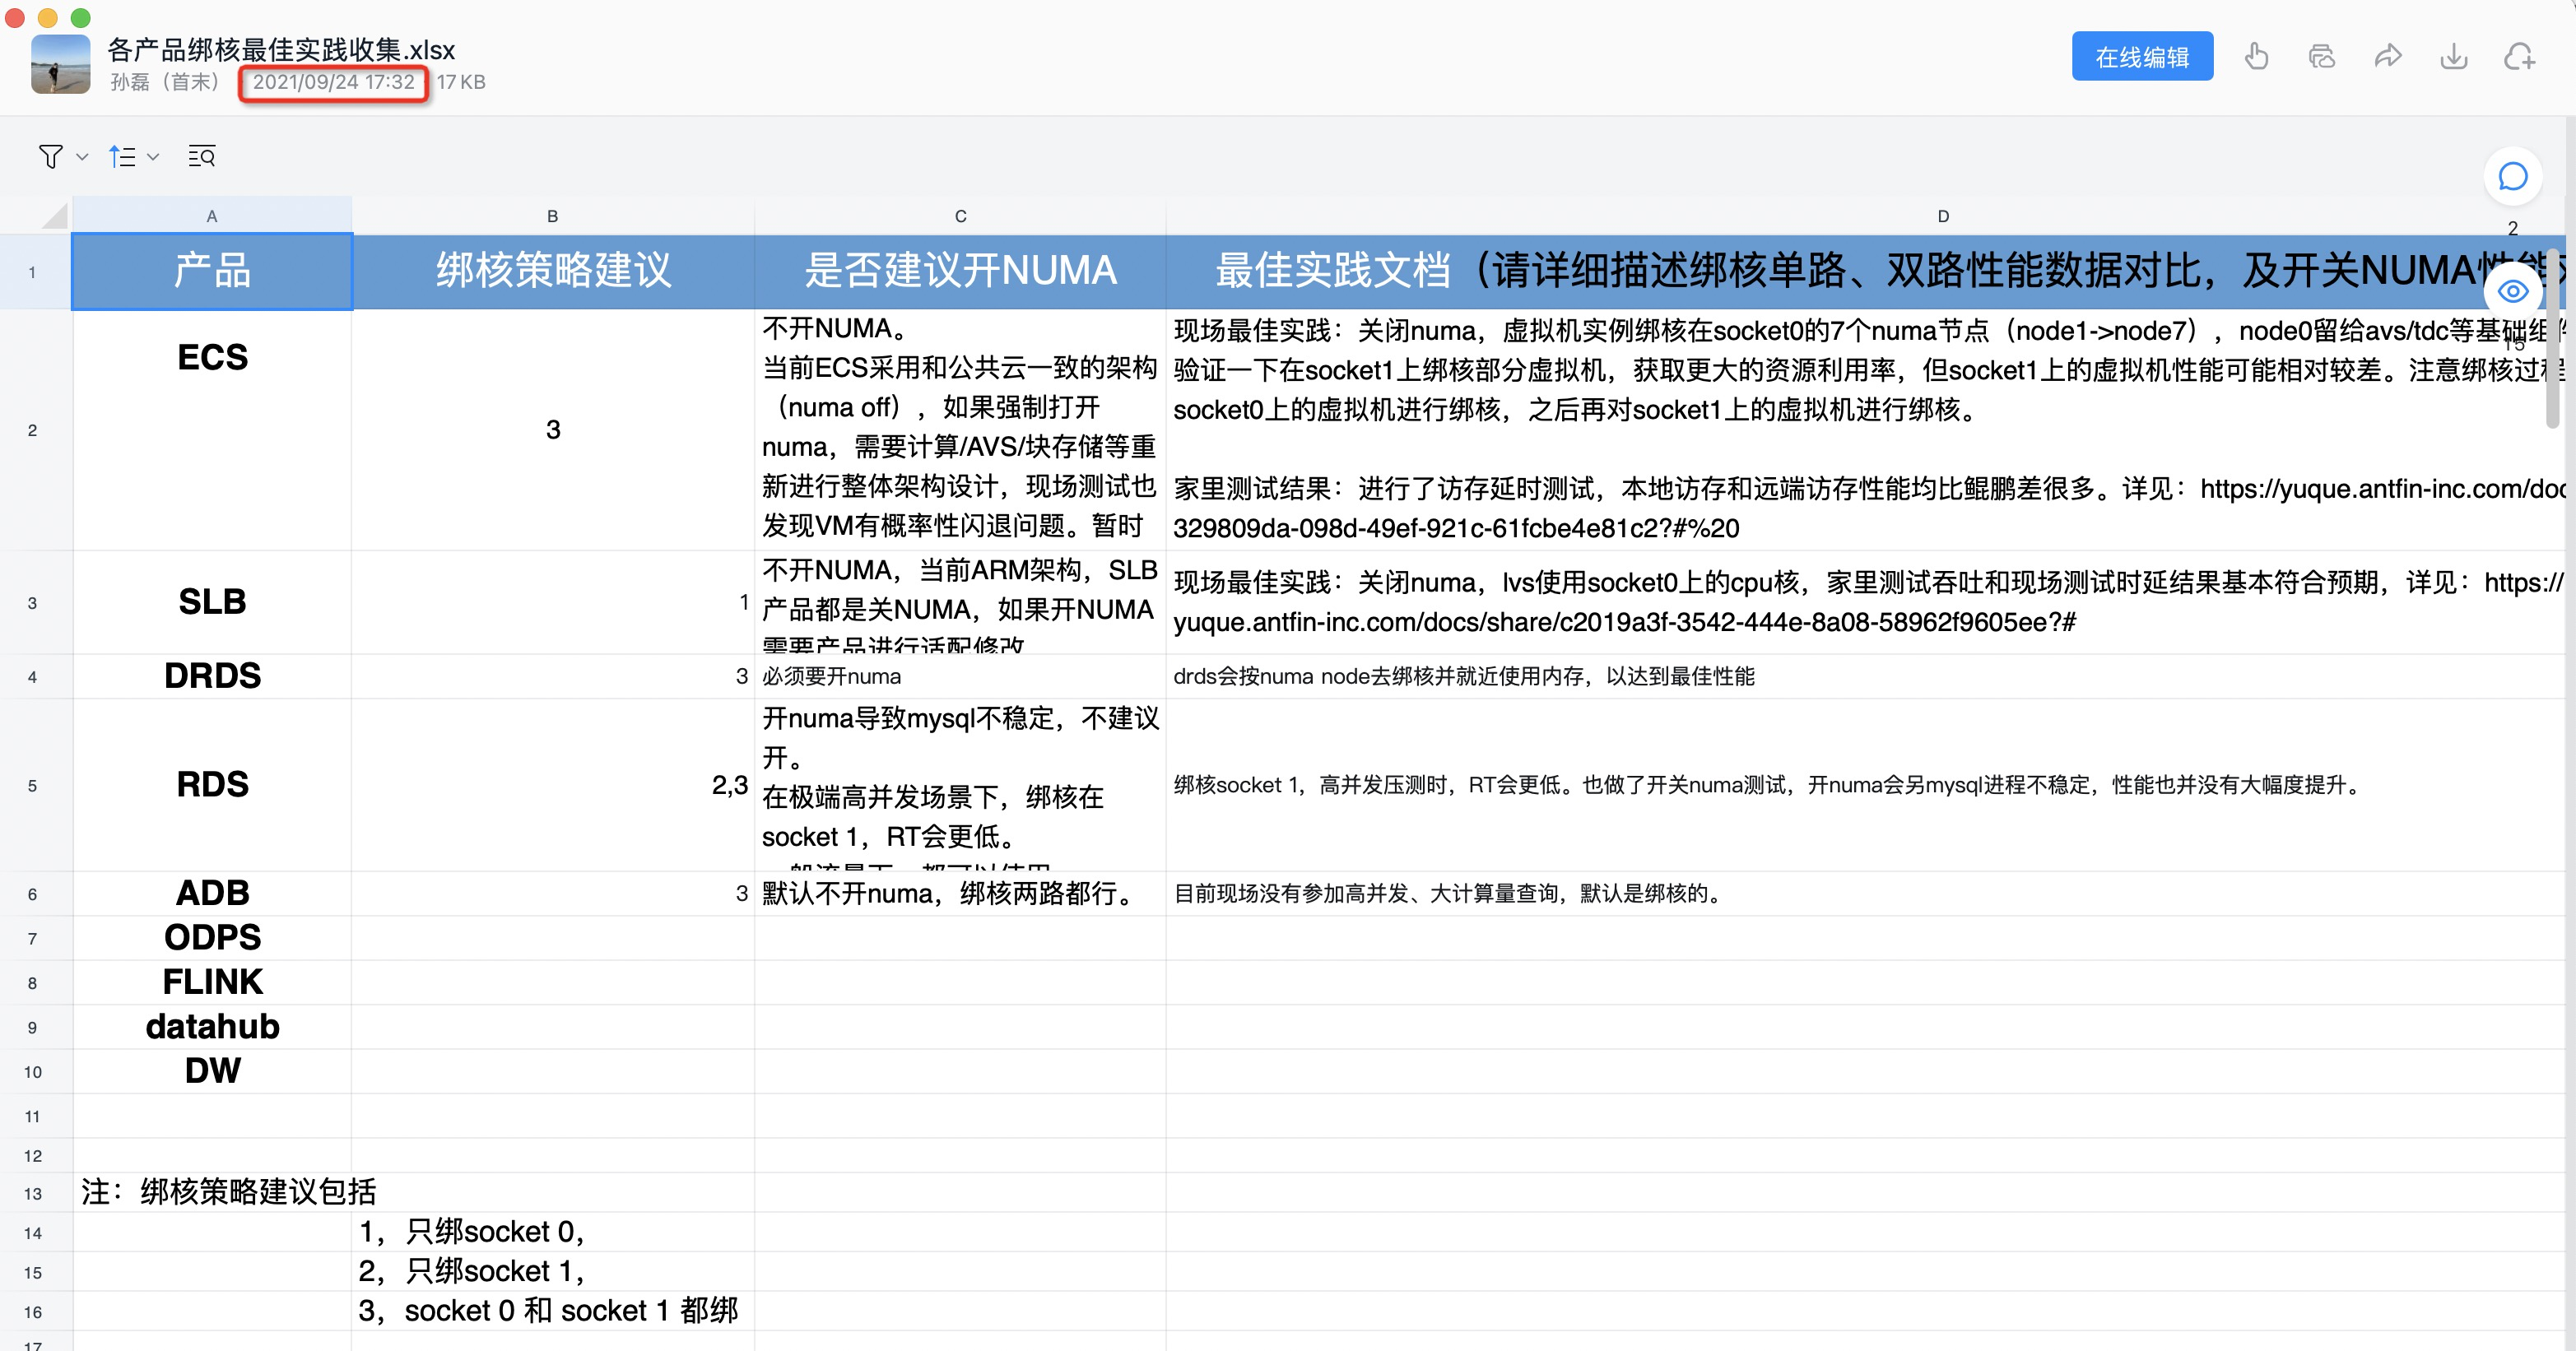 各产品绑核最佳实践收集.xlsx
孙磊（首末） 2021/09/24 17:32 17 KB
在线编辑
A B C D
2
1 产品 绑核策略建议 是否建议开NUMA 最佳实践文档（请详细描述绑核单路、双路性能数据对比，及开关NUMA性能
15
2 ECS 3
不开NUMA。
当前ECS采用和公共云一致的架构
（numa off），如果强制打开
numa，需要计算/AVS/块存储等重
新进行整体架构设计，现场测试也
发现VM有概率性闪退问题。暂时
现场最佳实践：关闭numa，虚拟机实例绑核在socket0的7个numa节点（node1->node7），node0留给avs/tdc等基础组
验证一下在socket1上绑核部分虚拟机，获取更大的资源利用率，但socket1上的虚拟机性能可能相对较差。注意绑核过程
socket0上的虚拟机进行绑核，之后再对socket1上的虚拟机进行绑核。
家里测试结果：进行了访存延时测试，本地访存和远端访存性能均比鲲鹏差很多。详见：https://yuque.antfin-inc.com/doc
329809da-098d-49ef-921c-61fcbe4e81c2?#%20
3 SLB 1
不开NUMA，当前ARM架构，SLB
产品都是关NUMA，如果开NUMA
需要产品进行适配修改
现场最佳实践：关闭numa，lvs使用socket0上的cpu核，家里测试吞吐和现场测试时延结果基本符合预期，详见：https://
yuque.antfin-inc.com/docs/share/c2019a3f-3542-444e-8a08-58962f9605ee?#
4 DRDS 3 必须要开numa drds会按numa node去绑核并就近使用内存，以达到最佳性能
5 RDS 2,3
开numa导致mysql不稳定，不建议
开。
在极端高并发场景下，绑核在
socket 1，RT会更低。
绑核socket 1，高并发压测时，RT会更低。也做了开关numa测试，开numa会另mysql进程不稳定，性能也并没有大幅度提升。
6 ADB 3 默认不开numa，绑核两路都行。 目前现场没有参加高并发、大计算量查询，默认是绑核的。
7 ODPS
8 FLINK
9 datahub
10 DW
11
12
13 注：绑核策略建议包括
14 1，只绑socket 0，
15 2，只绑socket 1，
16 3，socket 0 和 socket 1 都绑
17